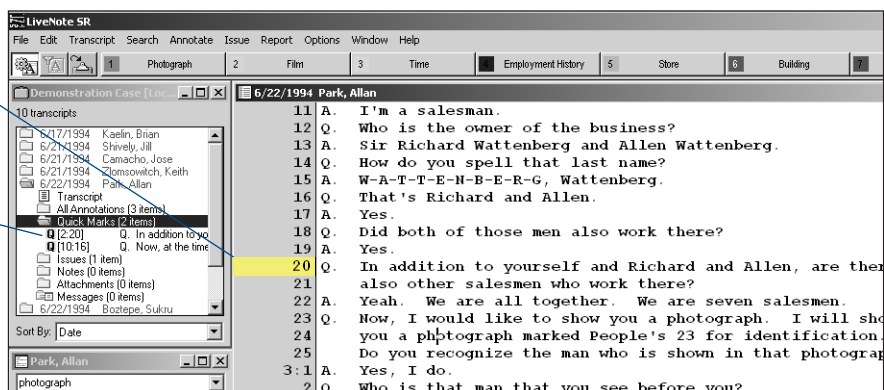 LiveNote SR
File Edit Transcript Search Annotate Issue Report Options Window Help
1 Photograph 2 Film 3 Time 4 Employment History 5 Store 6 Building 7
Demonstration Case [Loc...
10 transcripts
6/17/1994 Kaelin, Brian
6/21/1994 Shively, Jill
6/21/1994 Camacho, Jose
6/21/1994 Zlomsowitch, Keith
6/22/1994 Park, Allan
Transcript
All Annotations (3 items)
Quick Marks (2 items)
Q [2:20] Q. In addition to yo
Q [10:16] Q. Now, at the time
Issues (1 item)
Notes (0 items)
Attachments (0 items)
Messages (0 items)
6/22/1994 Boztepe, Sukru
Sort By: Date
Park, Allan
photograph
6/22/1994 Park, Allan
11 A. I'm a salesman.
12 Q. Who is the owner of the business?
13 A. Sir Richard Wattenberg and Allen Wattenberg.
14 Q. How do you spell that last name?
15 A. W-A-T-T-E-N-B-E-R-G, Wattenberg.
16 Q. That's Richard and Allen.
17 A. Yes.
18 Q. Did both of those men also work there?
19 A. Yes.
20 Q. In addition to yourself and Richard and Allen, are ther
21 also other salesmen who work there?
22 A. Yeah. We are all together. We are seven salesmen.
23 Q. Now, I would like to show you a photograph. I will sho
24 you a photograph marked People's 23 for identification.
25 Do you recognize the man who is shown in that photograp
3:1 A. Yes, I do.
2 Q. Who is that man that you see before you?